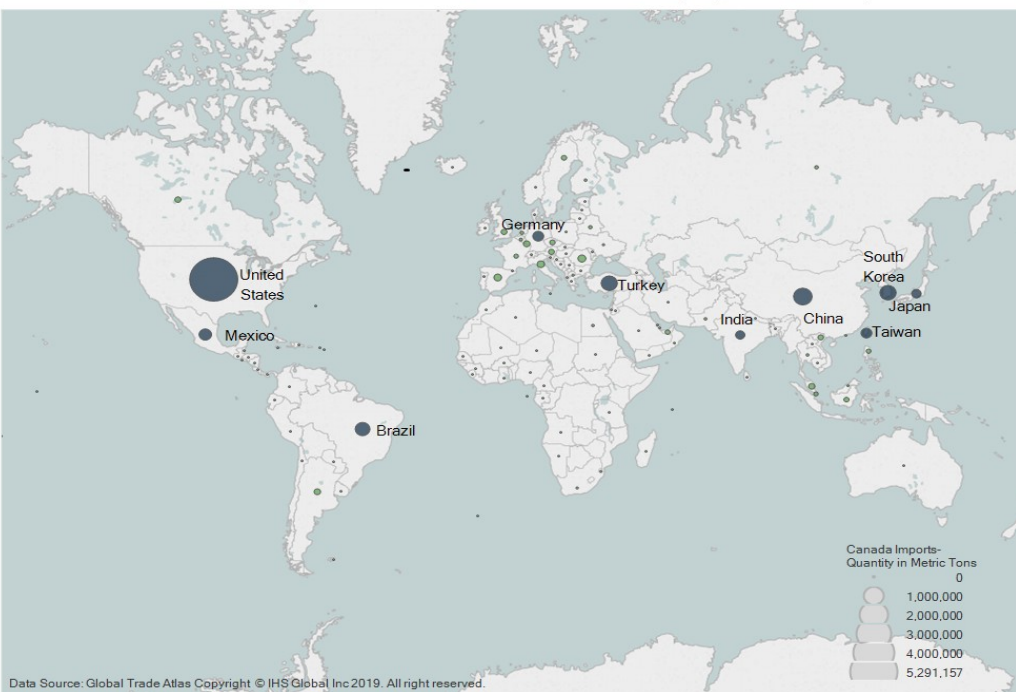 Germany
United
States
Turkey
South
Korea
Japan
China
India
Taiwan
Mexico
Brazil
Canada Imports-
Quantity in Metric Tons
0
1,000,000
2,000,000
3,000,000
4,000,000
5,291,157
Data Source: Global Trade Atlas Copyright © IHS Global Inc 2019. All right reserved.